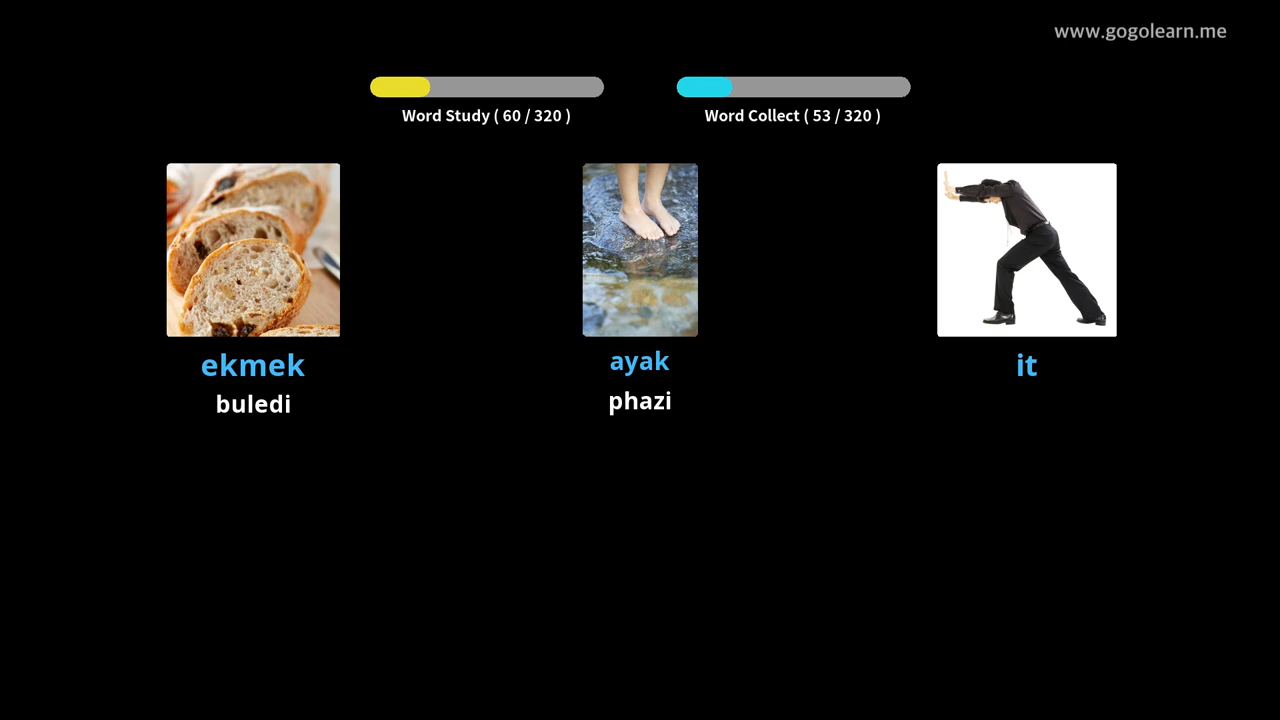 www.gogolearn.me
Word Study ( 60 / 320 )
Word Collect ( 53 / 320 )
ekmek
buledi
ayak
phazi
it